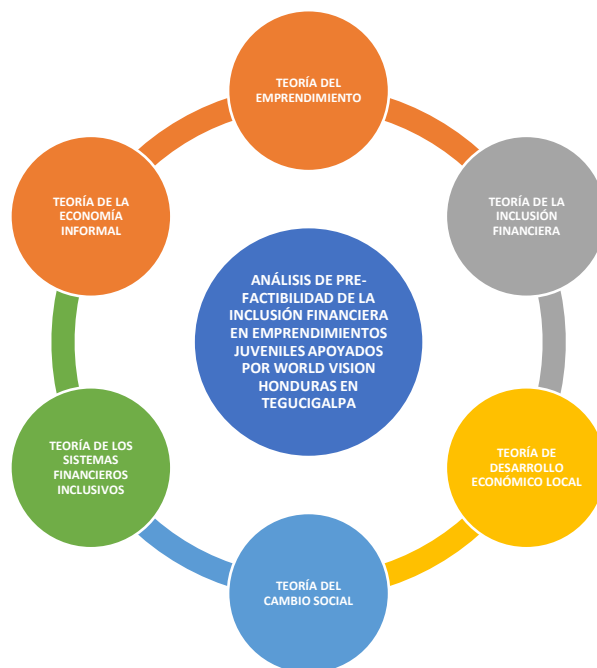 TEORÍA DEL
EMPRENDIMIENTO
TEORÍA DE LA
ECONOMÍA
INFORMAL
TEORÍA DE LA
INCLUSIÓN
FINANCIERA
ANÁLISIS DE PRE-
FACTIBILIDAD DE LA
INCLUSIÓN FINANCIERA
EN EMPRENDIMIENTOS
JUVENILES APOYADOS
POR WORLD VISION
HONDURAS EN
TEGUCIGALPA
TEORÍA DE LOS
SISTEMAS
FINANCIEROS
INCLUSIVOS
TEORÍA DE
DESARROLLO
ECONÓMICO LOCAL
TEORÍA DEL
CAMBIO SOCIAL